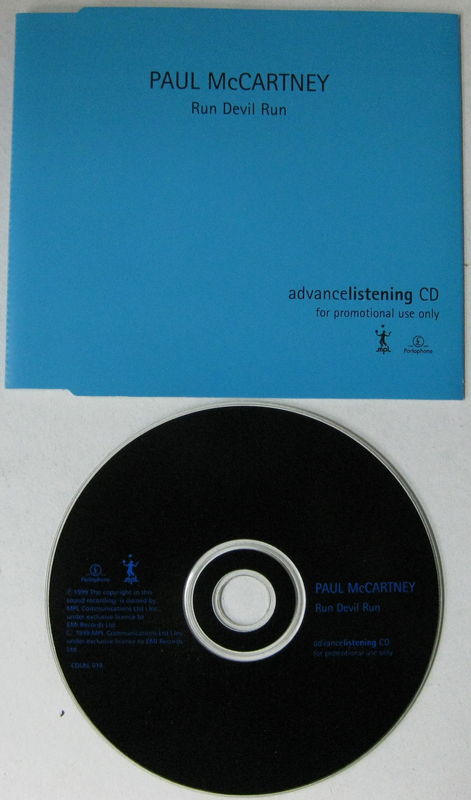 PAUL McCARTNEY
Run Devil Run
advancelistening CD
for promotional use only
mpl
£
Parlophone
£
Parlophone
mpl
℗ 1999 The copyright in this
sound recording is owned by
MPL Communications Ltd \ Inc.
under exclusive licence to
EMI Records Ltd.
© 1999 MPL Communications Ltd \ Inc
under exclusive licence to EMI Records
Ltd.
PAUL McCARTNEY
Run Devil Run
advancelistening CD
for promotional use only